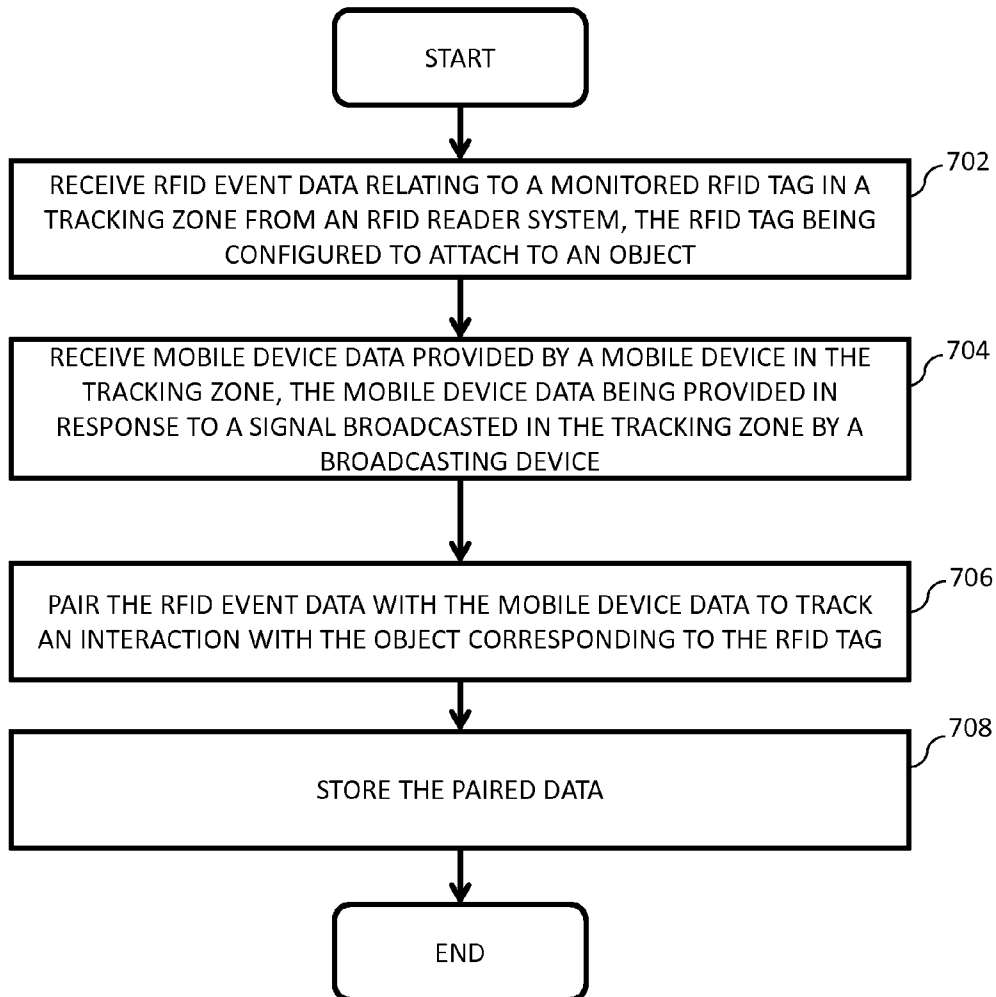 START
702
RECEIVE RFID EVENT DATA RELATING TO A MONITORED RFID TAG IN A
TRACKING ZONE FROM AN RFID READER SYSTEM, THE RFID TAG BEING
CONFIGURED TO ATTACH TO AN OBJECT
704
RECEIVE MOBILE DEVICE DATA PROVIDED BY A MOBILE DEVICE IN THE
TRACKING ZONE, THE MOBILE DEVICE DATA BEING PROVIDED IN
RESPONSE TO A SIGNAL BROADCASTED IN THE TRACKING ZONE BY A
BROADCASTING DEVICE
706
PAIR THE RFID EVENT DATA WITH THE MOBILE DEVICE DATA TO TRACK
AN INTERACTION WITH THE OBJECT CORRESPONDING TO THE RFID TAG
708
STORE THE PAIRED DATA
END